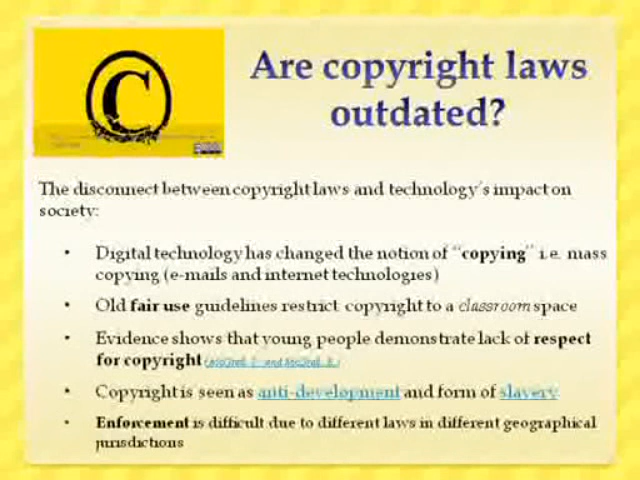 Are copyright laws
outdated?
The disconnect between copyright laws and technology's impact on
society:
• Digital technology has changed the notion of "copying" i.e. mass
copying (e-mails and internet technologies)
• Old fair use guidelines restrict copyright to a classroom space
• Evidence shows that young people demonstrate lack of respect
for copyright
• Copyright is seen as anti-development and form of slavery
• Enforcement is difficult due to different laws in different geographical
jurisdictions